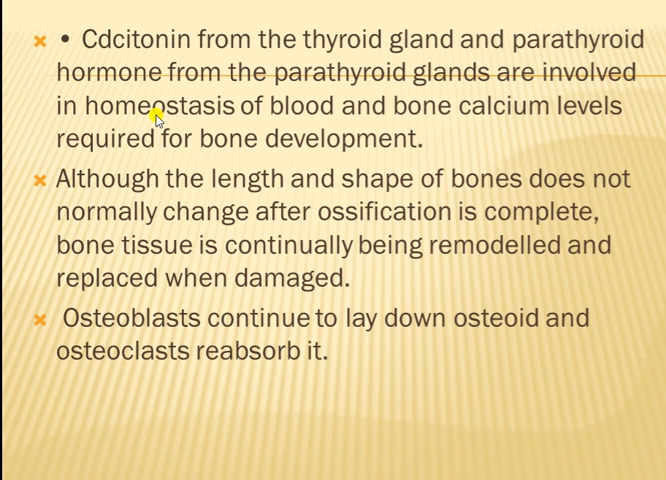 • Cdcitonin from the thyroid gland and parathyroid
hormone from the parathyroid glands are involved
in homeostasis of blood and bone calcium levels
required for bone development.
Although the length and shape of bones does not
normally change after ossification is complete,
bone tissue is continually being remodelled and
replaced when damaged.
Osteoblasts continue to lay down osteoid and
osteoclasts reabsorb it.